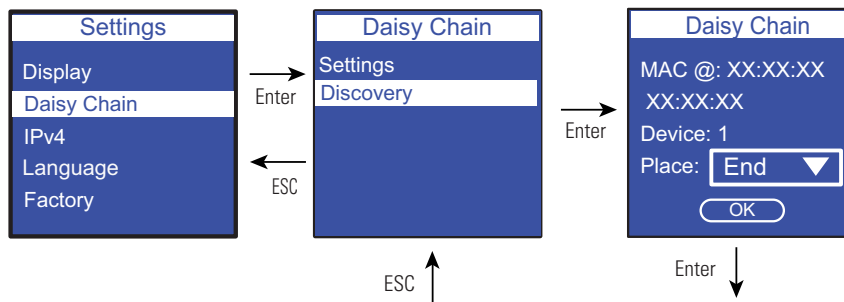 Settings
Display
Daisy Chain
IPv4
Language
Factory
Enter
ESC
Daisy Chain
Settings
Discovery
Enter
ESC
Daisy Chain
MAC @: XX:XX:XX
XX:XX:XX
Device: 1
Place: End
OK
Enter